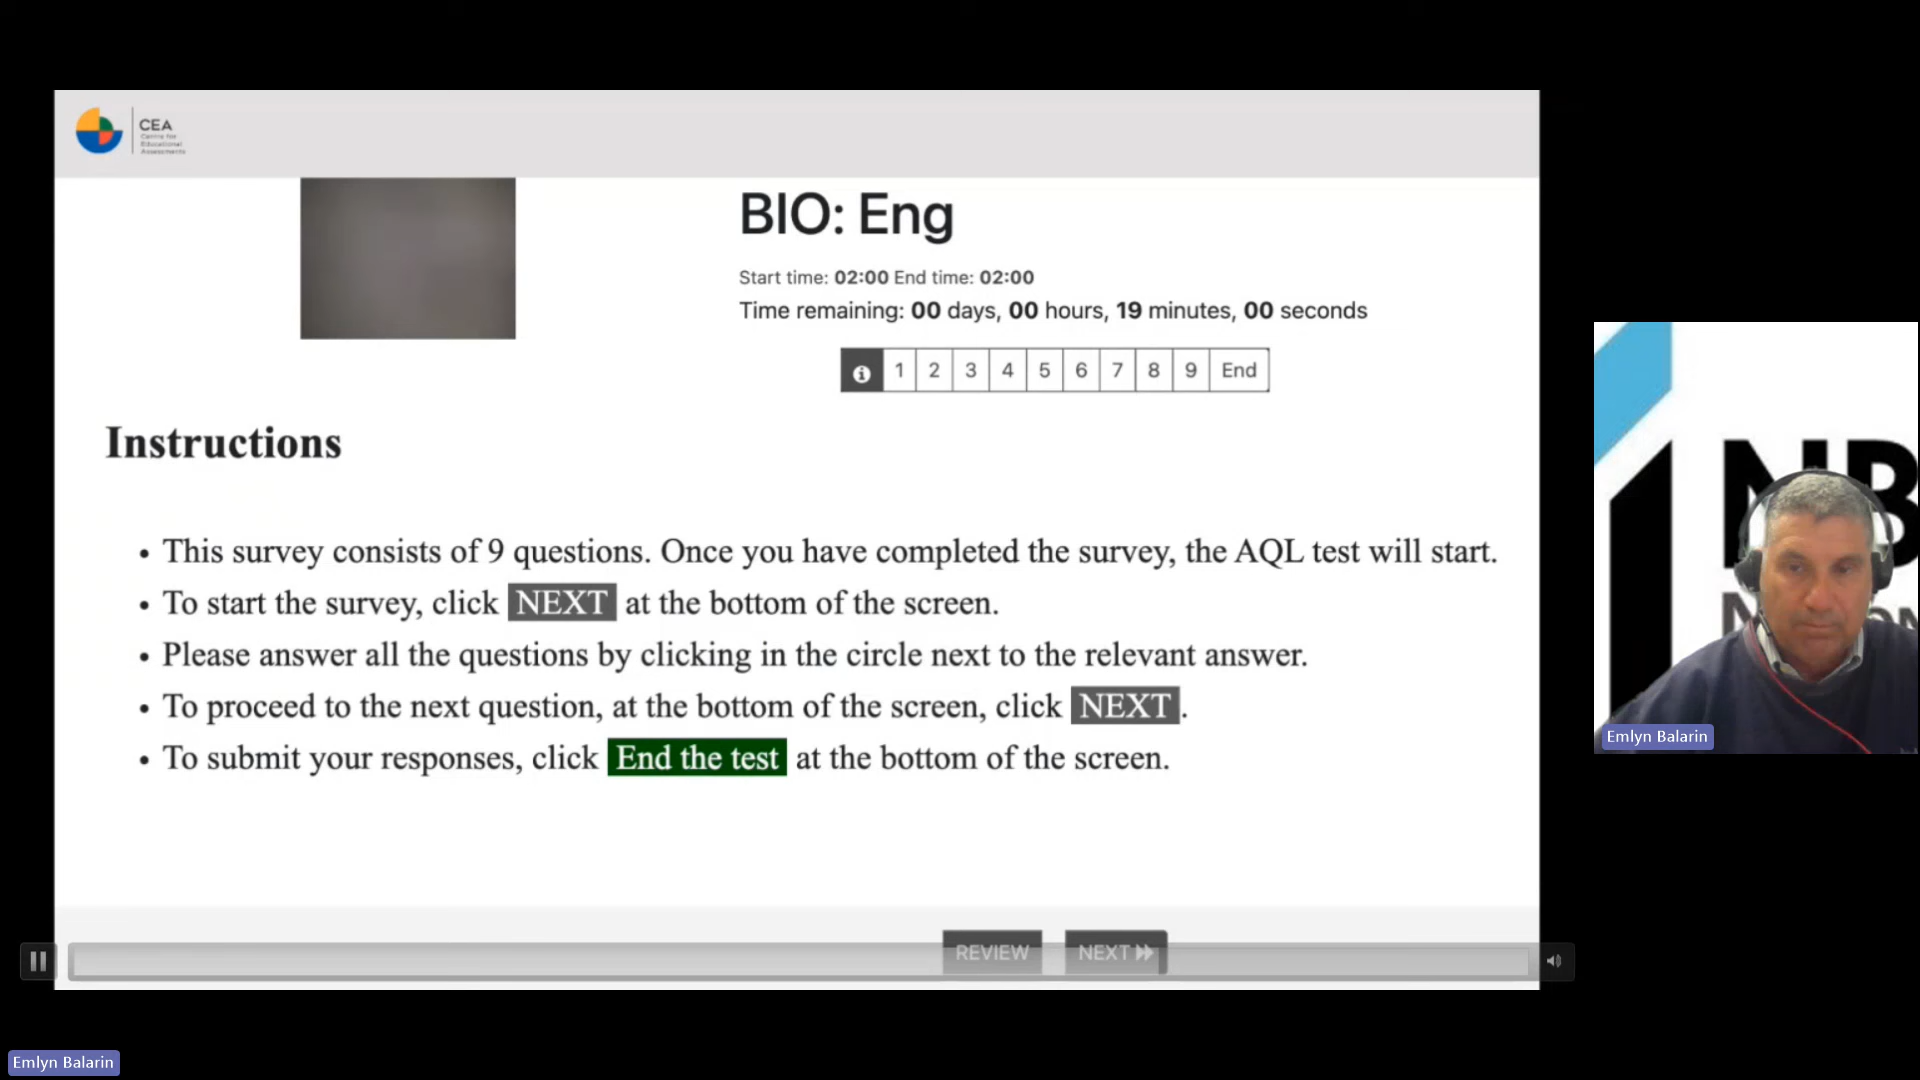 CEA
Centre for
Educational
Assessments
BIO: Eng
Start time: 02:00 End time: 02:00
Time remaining: 00 days, 00 hours, 19 minutes, 00 seconds
1 2 3 4 5 6 7 8 9 End
Instructions
• This survey consists of 9 questions. Once you have completed the survey, the AQL test will start.
• To start the survey, click NEXT at the bottom of the screen.
• Please answer all the questions by clicking in the circle next to the relevant answer.
• To proceed to the next question, at the bottom of the screen, click NEXT.
• To submit your responses, click End the test at the bottom of the screen.
REVIEW NEXT
NB
Emlyn Balarin
Emlyn Balarin